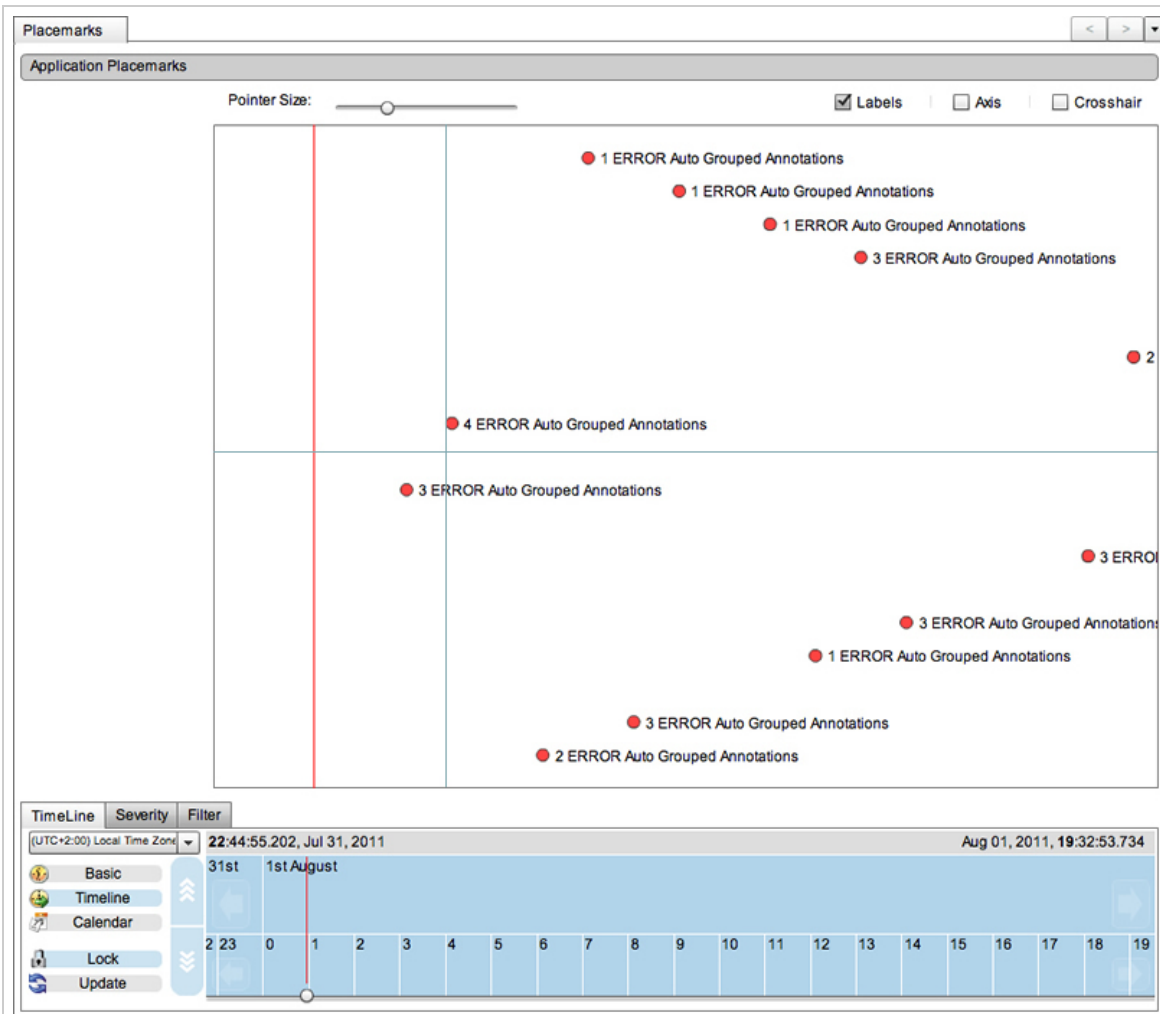 Placemarks < >
Application Placemarks
Pointer Size: Labels Axis Crosshair
1 ERROR Auto Grouped Annotations
1 ERROR Auto Grouped Annotations
1 ERROR Auto Grouped Annotations
3 ERROR Auto Grouped Annotations
2
4 ERROR Auto Grouped Annotations
3 ERROR Auto Grouped Annotations
3 ERROR
3 ERROR Auto Grouped Annotations
1 ERROR Auto Grouped Annotations
3 ERROR Auto Grouped Annotations
2 ERROR Auto Grouped Annotations
TimeLine Severity Filter
(UTC+2:00) Local Time Zone 22:44:55.202, Jul 31, 2011 Aug 01, 2011, 19:32:53.734
31st 1st August
Basic
Timeline
Calendar
2 23 0 1 2 3 4 5 6 7 8 9 10 11 12 13 14 15 16 17 18 19
Lock
Update